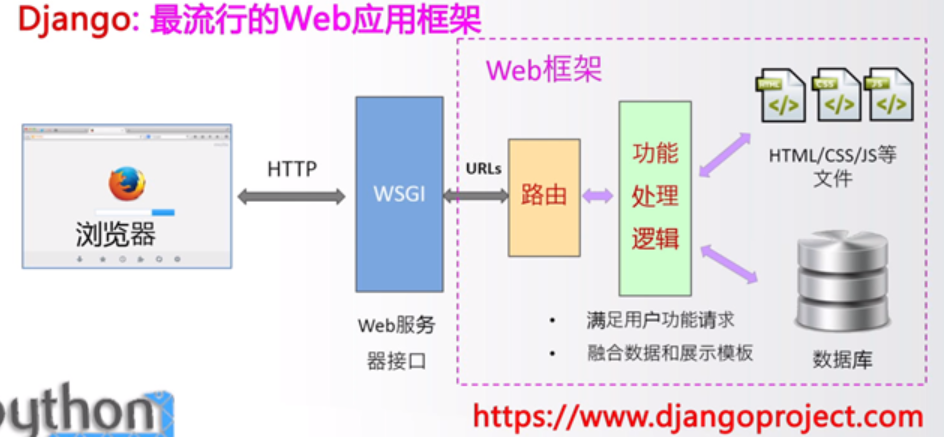 Django: 最流行的Web应用框架
Web框架
浏览器
HTTP
WSGI
Web服务
器接口
URLs
路由
功能
处理
逻辑
HTML
CSS
JS
HTML/CSS/JS等
文件
数据库
• 满足用户功能请求
• 融合数据和展示模板
python
https://www.djangoproject.com